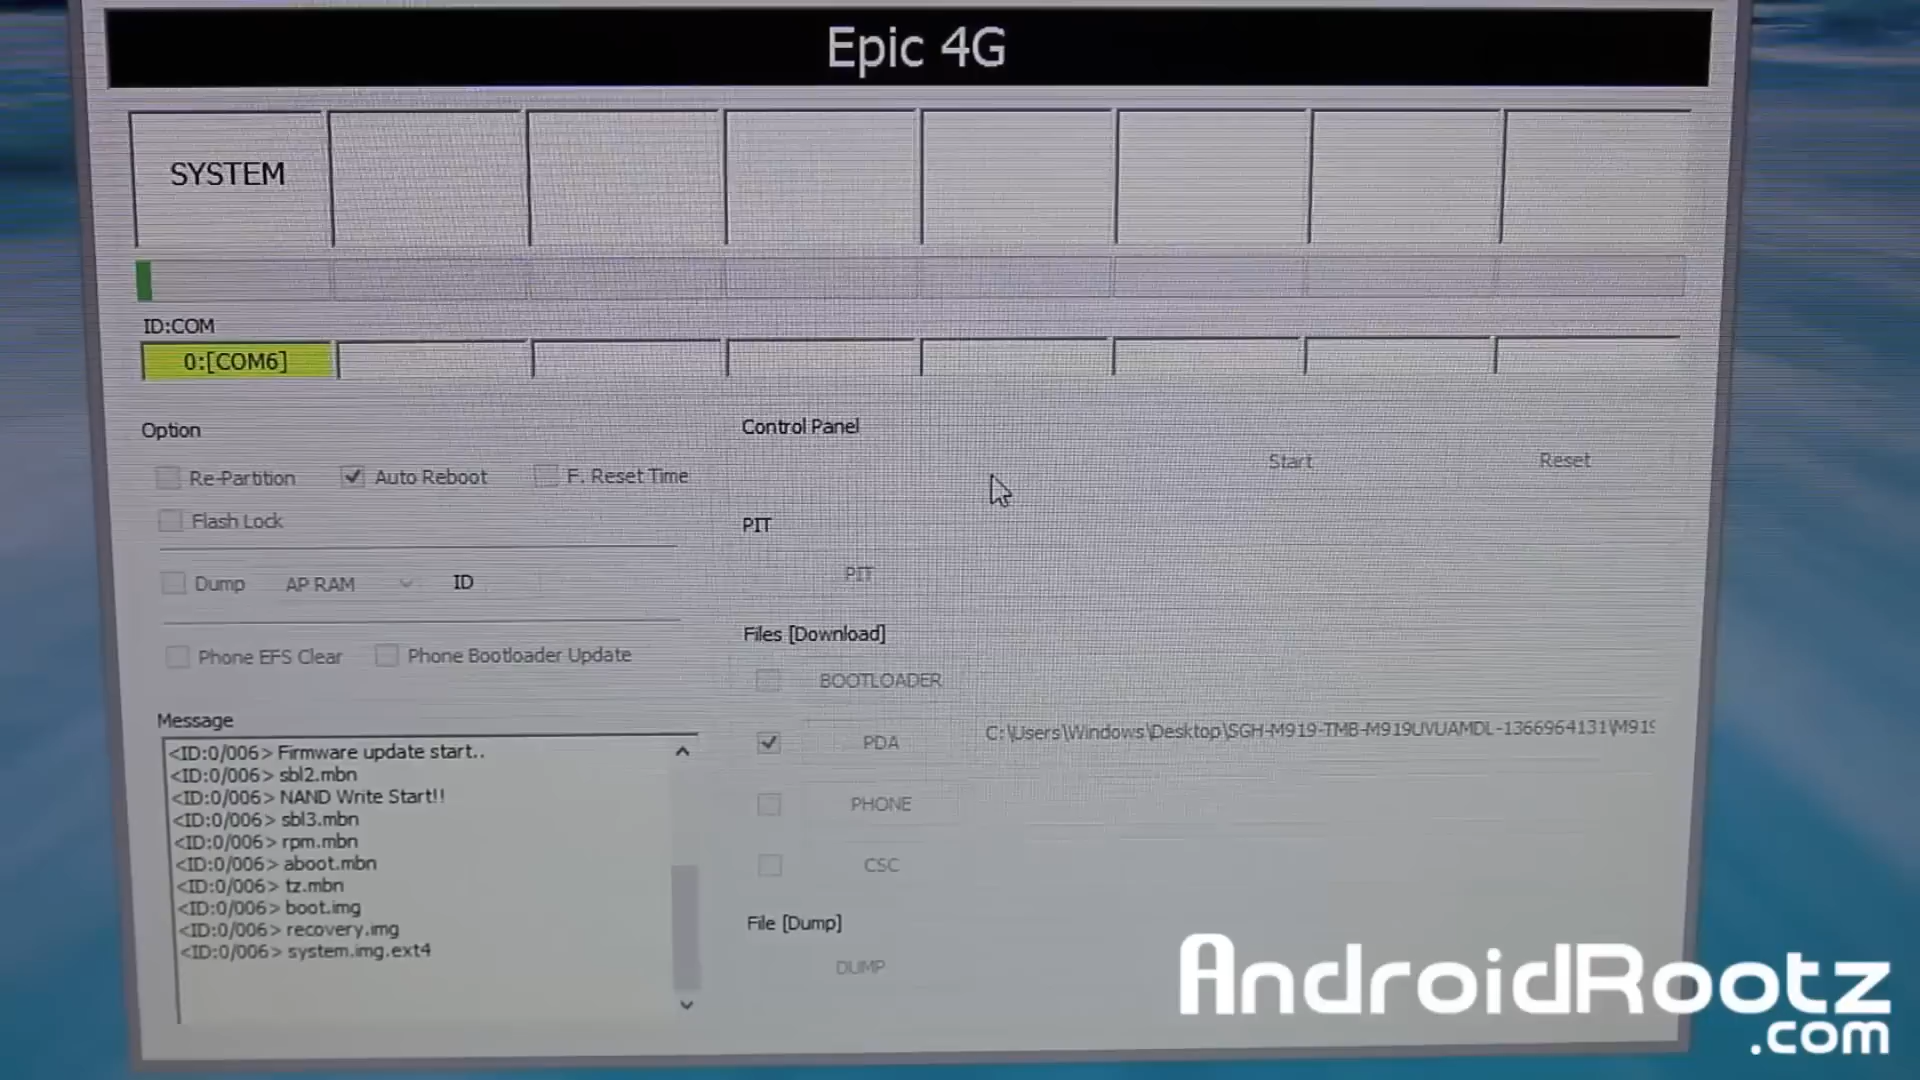 Epic 4G
SYSTEM
ID:COM
0:[COM6]
Option
Re-Partition
Auto Reboot
F. Reset Time
Flash Lock
Dump
AP RAM
ID
Phone EFS Clear
Phone Bootloader Update
Message
<ID:0/006> Firmware update start..
<ID:0/006> sbl2.mbn
<ID:0/006> NAND Write Start!!
<ID:0/006> sbl3.mbn
<ID:0/006> rpm.mbn
<ID:0/006> aboot.mbn
<ID:0/006> tz.mbn
<ID:0/006> boot.img
<ID:0/006> recovery.img
<ID:0/006> system.img.ext4
Control Panel
Start
Reset
PIT
PIT
Files [Download]
BOOTLOADER
PDA
C:\Users\Windows\Desktop\SGH-M919-TMB-M919UVUAMDL-1366964131\M919
PHONE
CSC
File [Dump]
DUMP
AndroidRootz
.com